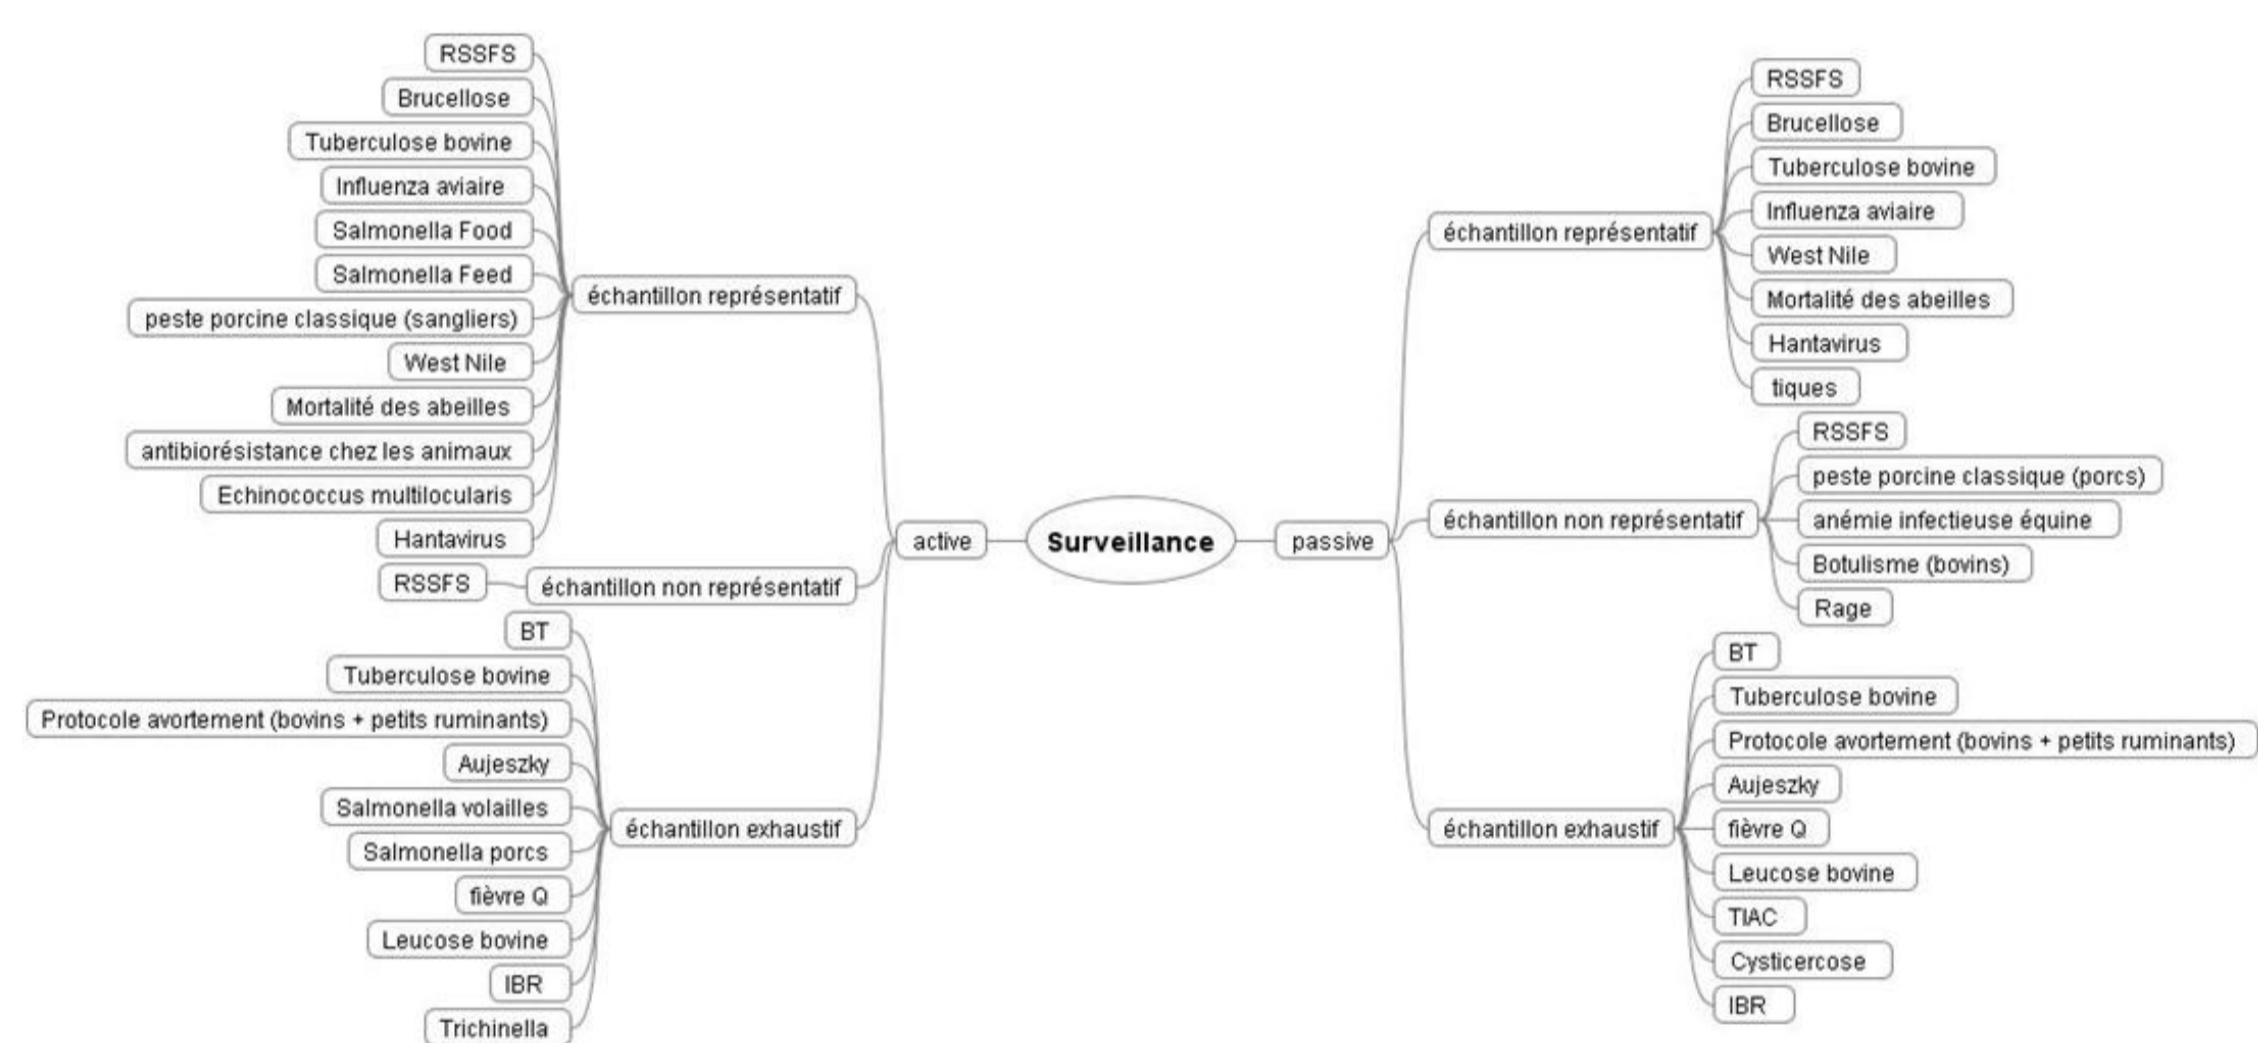 RSSFS
Brucellose
Tuberculose bovine
Influenza aviaire
Salmonella Food
Salmonella Feed
peste porcine classique (sangliers)
West Nile
Mortalité des abeilles
antibiorésistance chez les animaux
Echinococcus multilocularis
Hantavirus
échantillon représentatif
RSSFS
échantillon non représentatif
BT
Tuberculose bovine
Protocole avortement (bovins + petits ruminants)
Aujeszky
Salmonella volailles
Salmonella porcs
fièvre Q
Leucose bovine
IBR
Trichinella
échantillon exhaustif
active
Surveillance
passive
échantillon représentatif
RSSFS
Brucellose
Tuberculose bovine
Influenza aviaire
West Nile
Mortalité des abeilles
Hantavirus
tiques
échantillon non représentatif
RSSFS
peste porcine classique (porcs)
anémie infectieuse équine
Botulisme (bovins)
Rage
échantillon exhaustif
BT
Tuberculose bovine
Protocole avortement (bovins + petits ruminants)
Aujeszky
fièvre Q
Leucose bovine
TIAC
Cysticercose
IBR